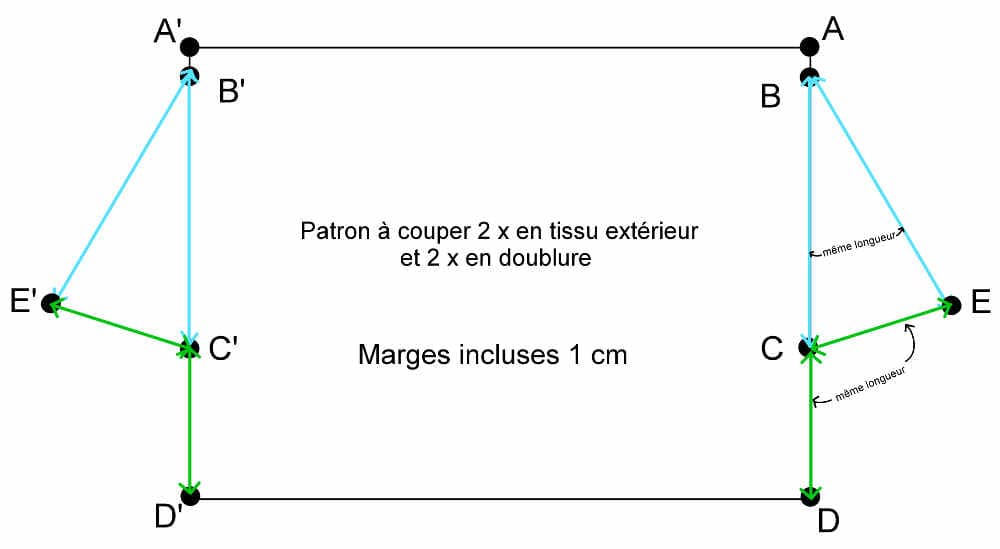 A'
A
B'
B
Patron à couper 2 x en tissu extérieur
et 2 x en doublure
même longueur
E'
E
C'
C
Marges incluses 1 cm
même longueur
D'
D